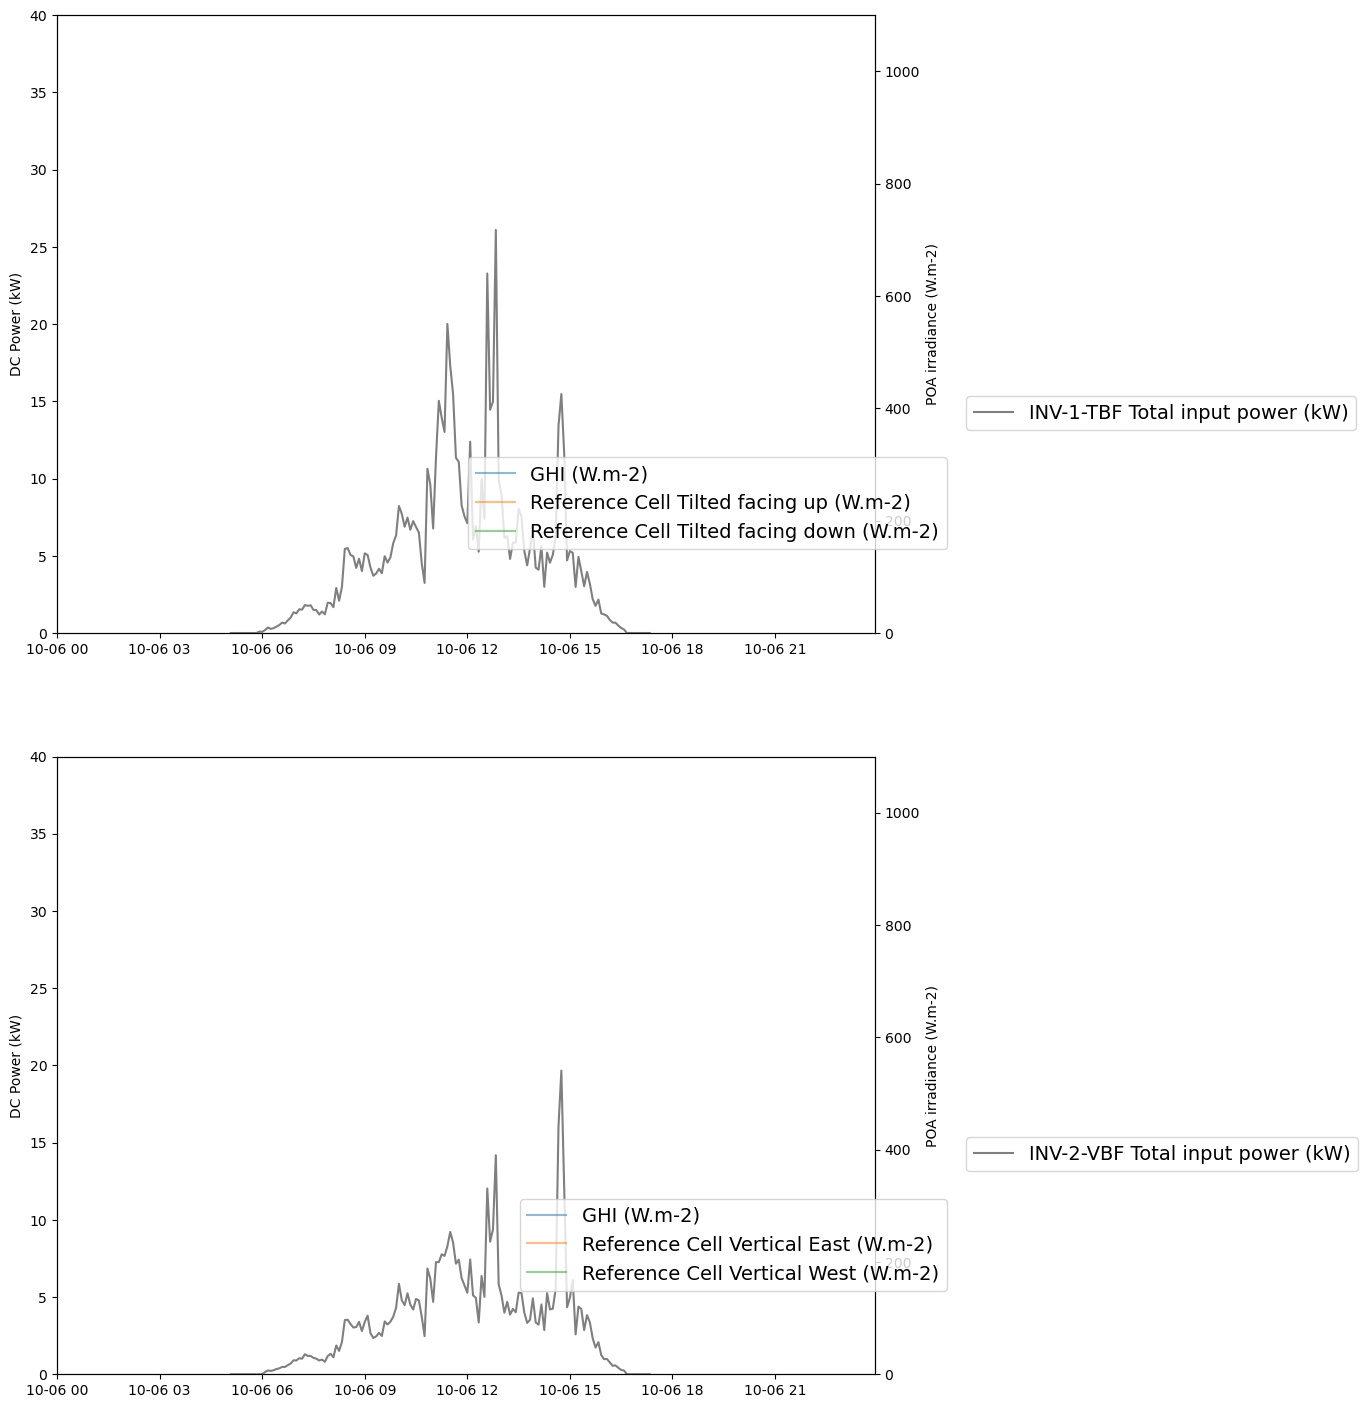 40
35
30
25
20
15
10
5
0
DC Power (kW)
1000
800
600
400
200
0
POA irradiance (W.m-2)
INV-1-TBF Total input power (kW)
GHI (W.m-2)
Reference Cell Tilted facing up (W.m-2)
Reference Cell Tilted facing down (W.m-2)
10-06 00 10-06 03 10-06 06 10-06 09 10-06 12 10-06 15 10-06 18 10-06 21
40
35
30
25
20
15
10
5
0
DC Power (kW)
1000
800
600
400
200
0
POA irradiance (W.m-2)
INV-2-VBF Total input power (kW)
GHI (W.m-2)
Reference Cell Vertical East (W.m-2)
Reference Cell Vertical West (W.m-2)
10-06 00 10-06 03 10-06 06 10-06 09 10-06 12 10-06 15 10-06 18 10-06 21